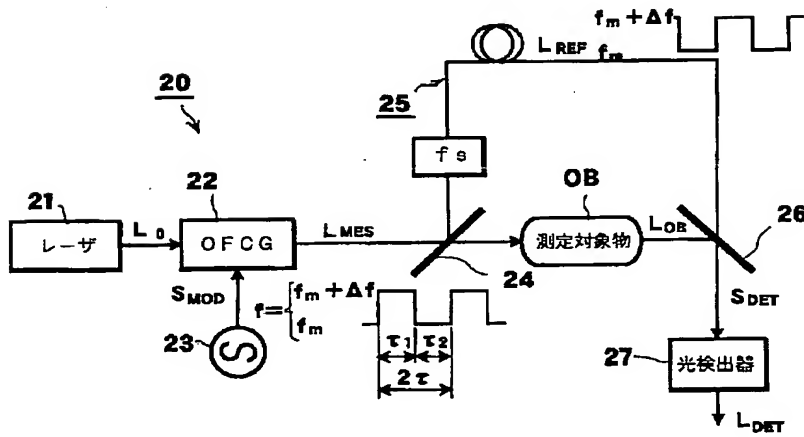 fm+Δf
LREF fm
20
25
fs
OB
21
22
レーザ
L0
OFCG
LMES
測定対象物
LOB
26
24
SMOD
f={fm+Δf
fm
23
S
τ1 τ2
2τ
SDET
27
光検出器
LDET